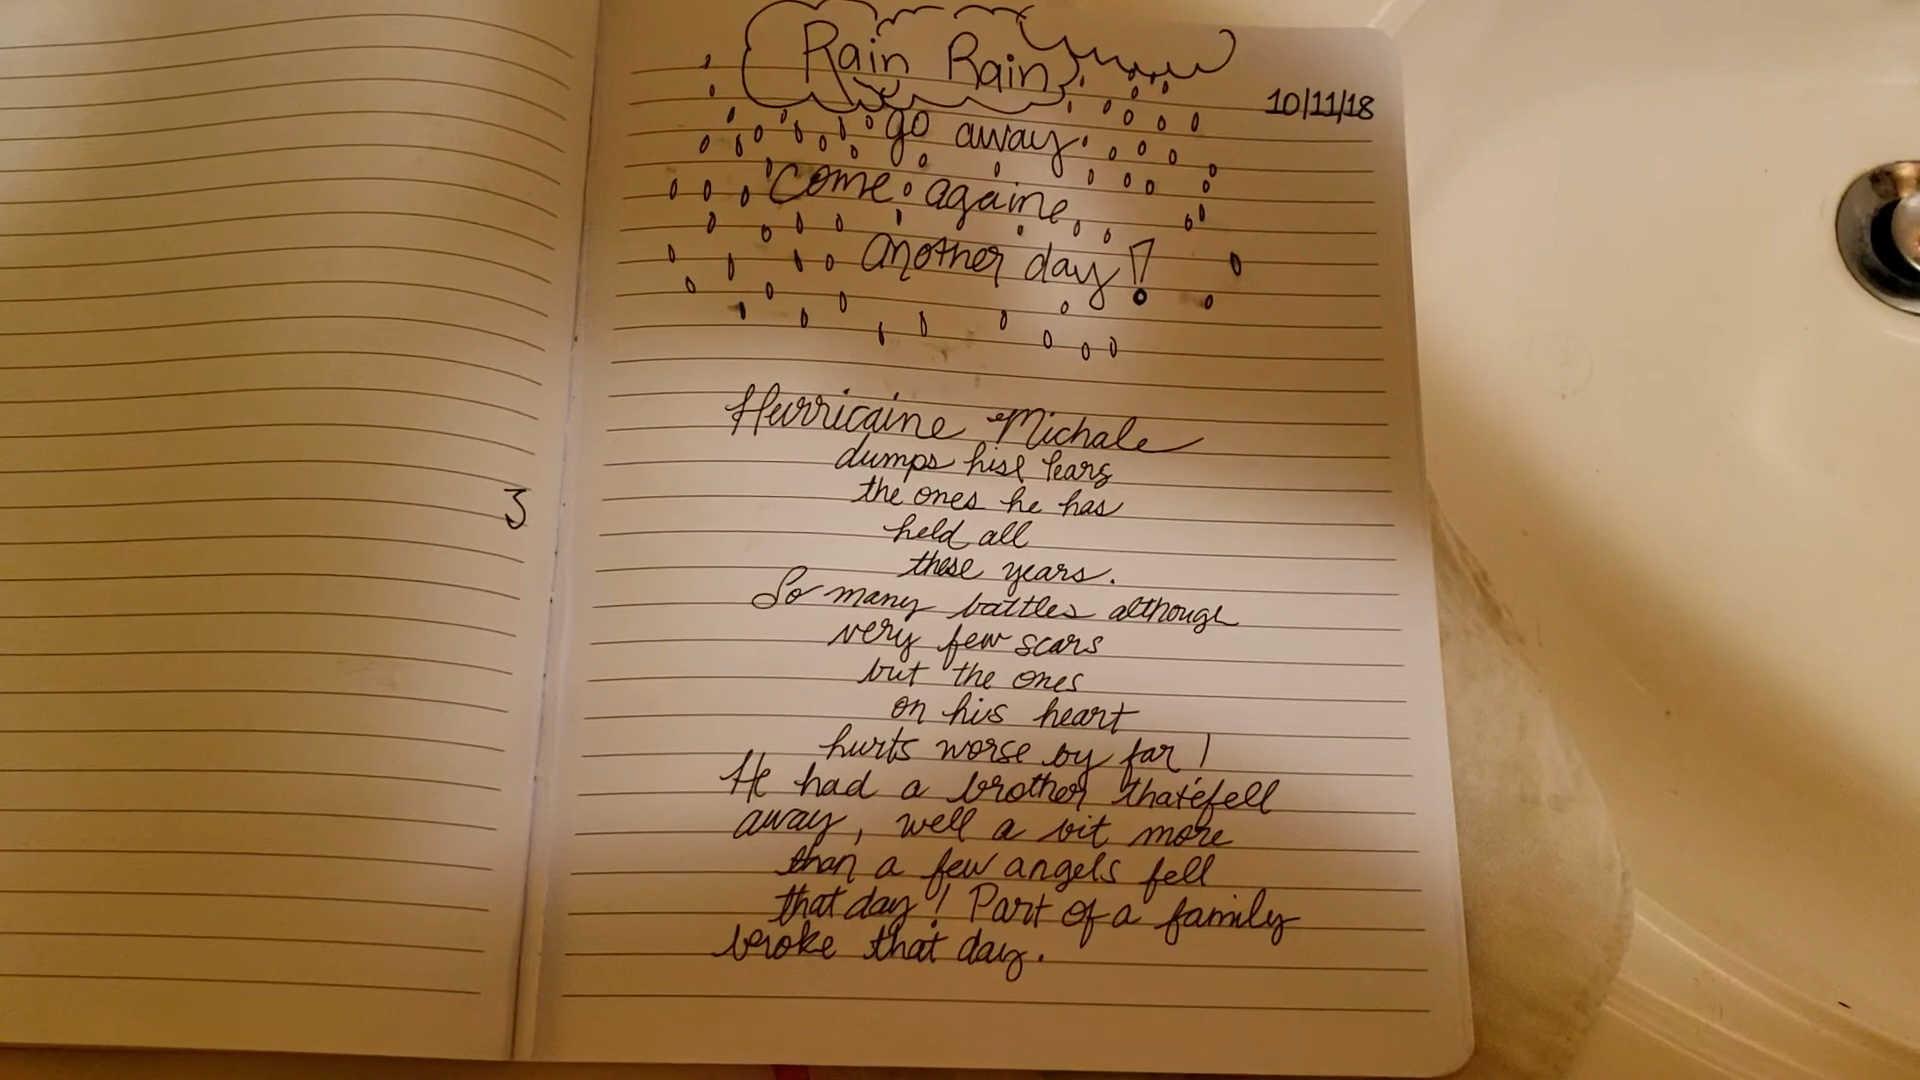 Rain Rain
10/11/18
go away
come againe,
another day!
Hurricaine Michale
dumps his tears
the ones he has
held all
these years.
So many battles although
very few scars
but the ones
on his heart
hurts worse by far!
He had a brother that fell
away, well a bit more
than a few angels fell
that day! Part of a family
broke that day.
3